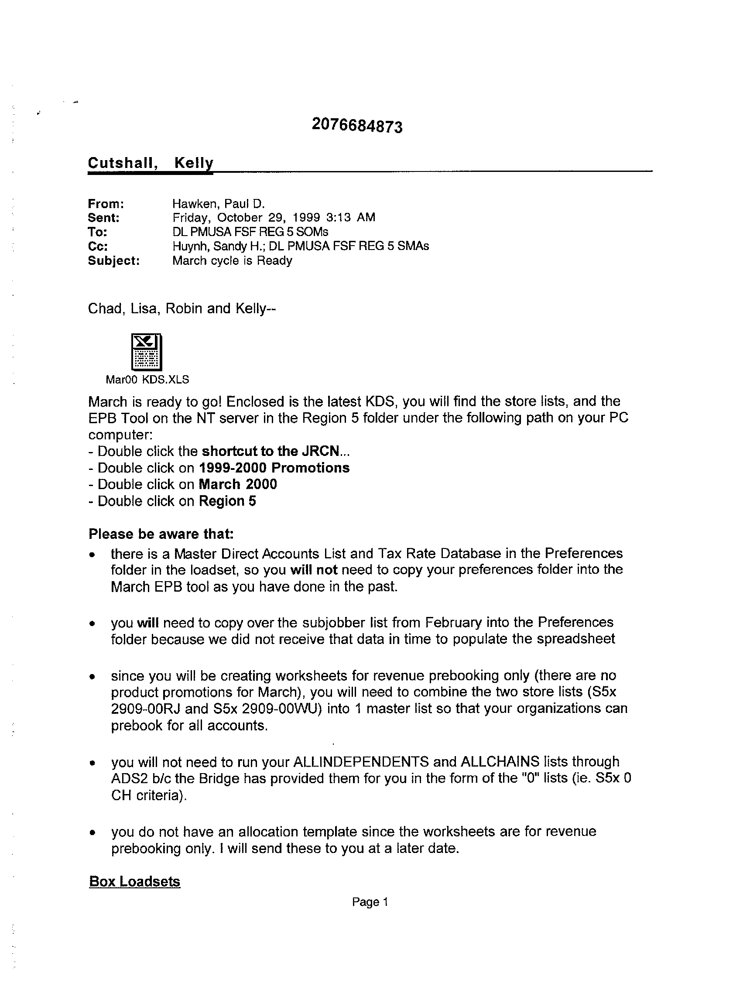 2076684873
Cutshall, Kelly
From: Hawken, Paul D.
Sent: Friday, October 29, 1999 3:13 AM
To: DL PMUSA FSF REG 5 SOMs
Cc: Huynh, Sandy H.; DL PMUSA FSF REG 5 SMAs
Subject: March cycle is Ready
Chad, Lisa, Robin and Kelly--
Mar00 KDS.XLS
March is ready to go! Enclosed is the latest KDS, you will find the store lists, and the
EPB Tool on the NT server in the Region 5 folder under the following path on your PC
computer:
- Double click the shortcut to the JRCN...
- Double click on 1999-2000 Promotions
- Double click on March 2000
- Double click on Region 5
Please be aware that:
• there is a Master Direct Accounts List and Tax Rate Database in the Preferences
folder in the loadset, so you will not need to copy your preferences folder into the
March EPB tool as you have done in the past.
• you will need to copy over the subjobber list from February into the Preferences
folder because we did not receive that data in time to populate the spreadsheet
• since you will be creating worksheets for revenue prebooking only (there are no
product promotions for March), you will need to combine the two store lists (S5x
2909-00RJ and S5x 2909-00WU) into 1 master list so that your organizations can
prebook for all accounts.
• you will not need to run your ALLINDEPENDENTS and ALLCHAINS lists through
ADS2 b/c the Bridge has provided them for you in the form of the "0" lists (ie. S5x 0
CH criteria).
• you do not have an allocation template since the worksheets are for revenue
prebooking only. I will send these to you at a later date.
Box Loadsets
Page 1